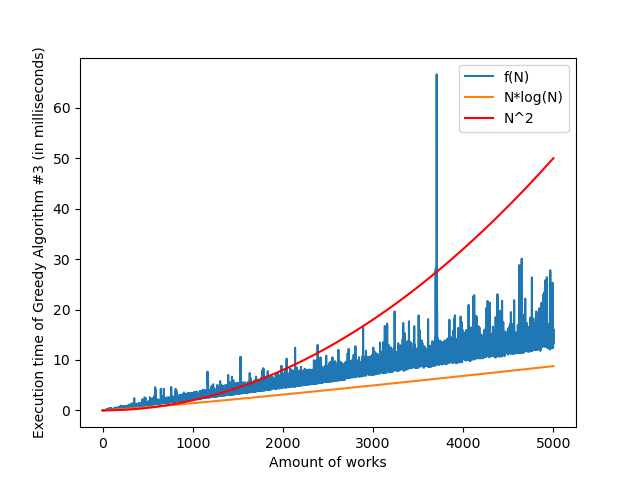 f(N)
N*log(N)
N^2
60
50
40
30
20
10
0
0 1000 2000 3000 4000 5000
Amount of works
Execution time of Greedy Algorithm #3 (in milliseconds)